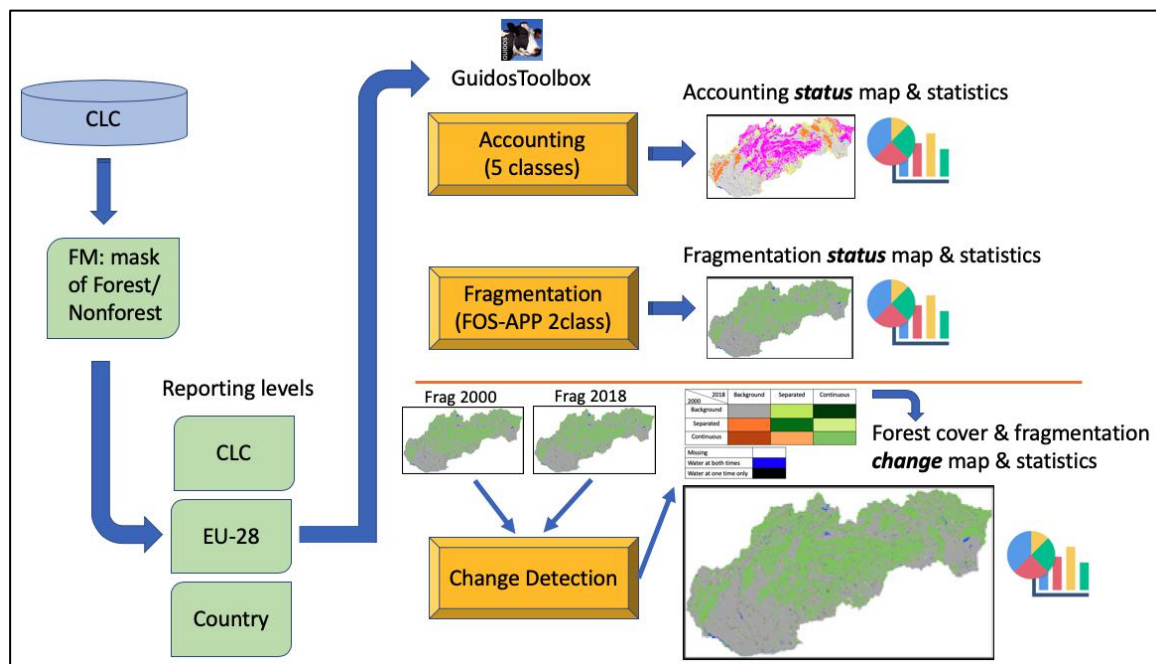 CLC
FM: mask
of Forest/
Nonforest
Reporting levels
CLC
EU-28
Country
GUIDOS
GuidosToolbox
Accounting
(5 classes)
Accounting status map & statistics
Fragmentation
(FOS-APP 2class)
Fragmentation status map & statistics
Frag 2000
Frag 2018
Change Detection
2018
2000
Background
Separated
Continuous
Background
Separated
Continuous
Missing
Water at both times
Water at one time only
Forest cover & fragmentation
change map & statistics